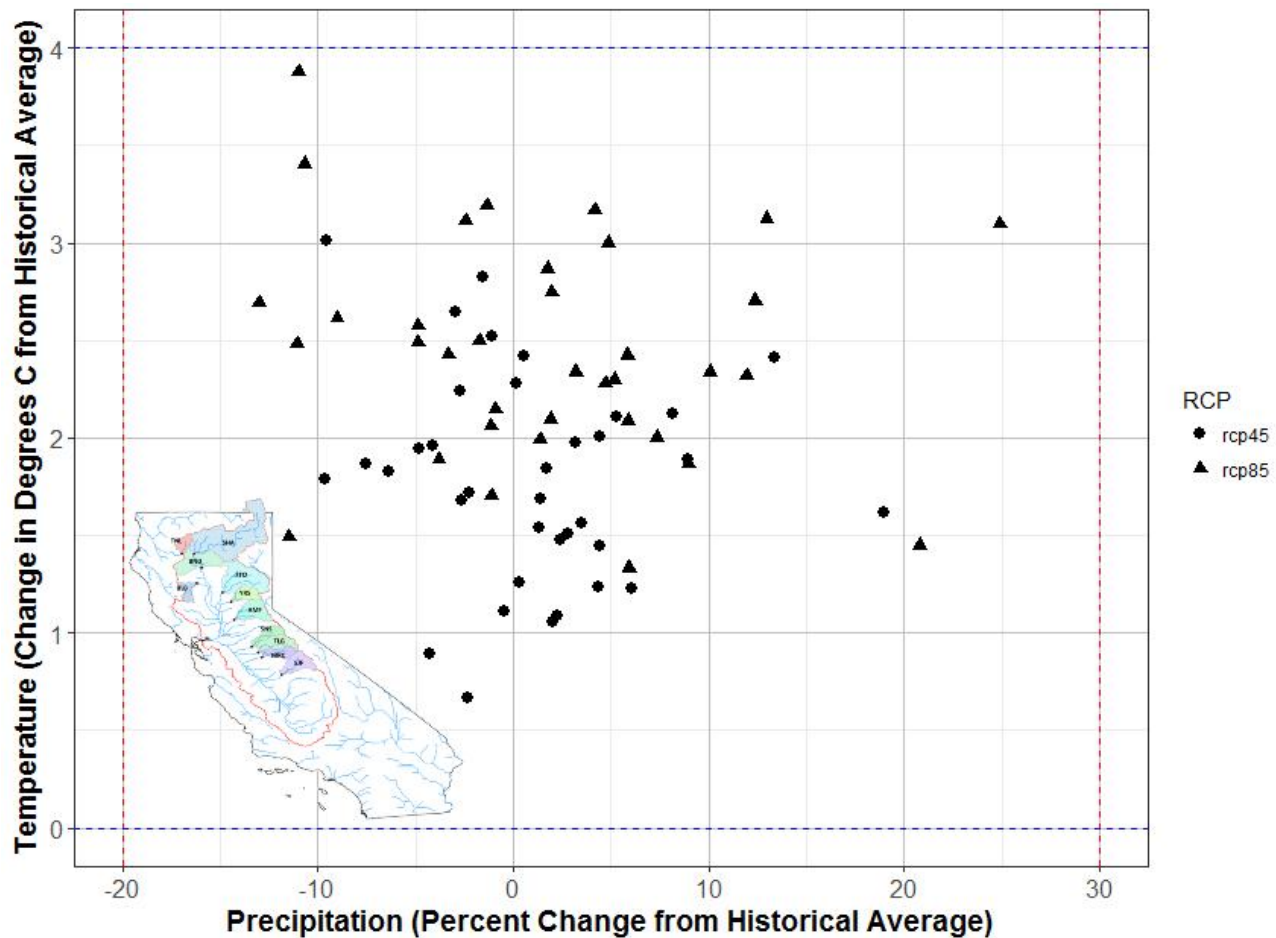 Temperature (Change in Degrees C from Historical Average)
4
3
2
1
0
-20
-10
0
10
20
30
Precipitation (Percent Change from Historical Average)
RCP
rcp45
rcp85
SHA